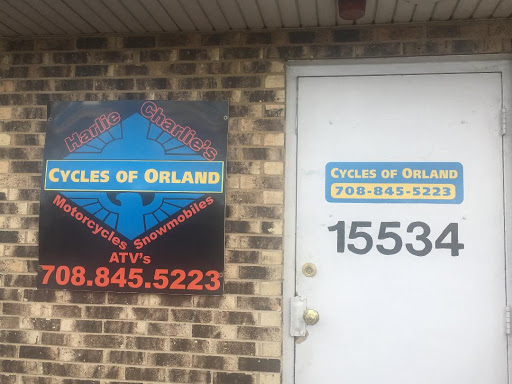 Harlie Charlie's
CYCLES OF ORLAND
Motorcycles Snowmobiles
ATV's
708.845.5223
CYCLES OF ORLAND
708-845-5223
15534